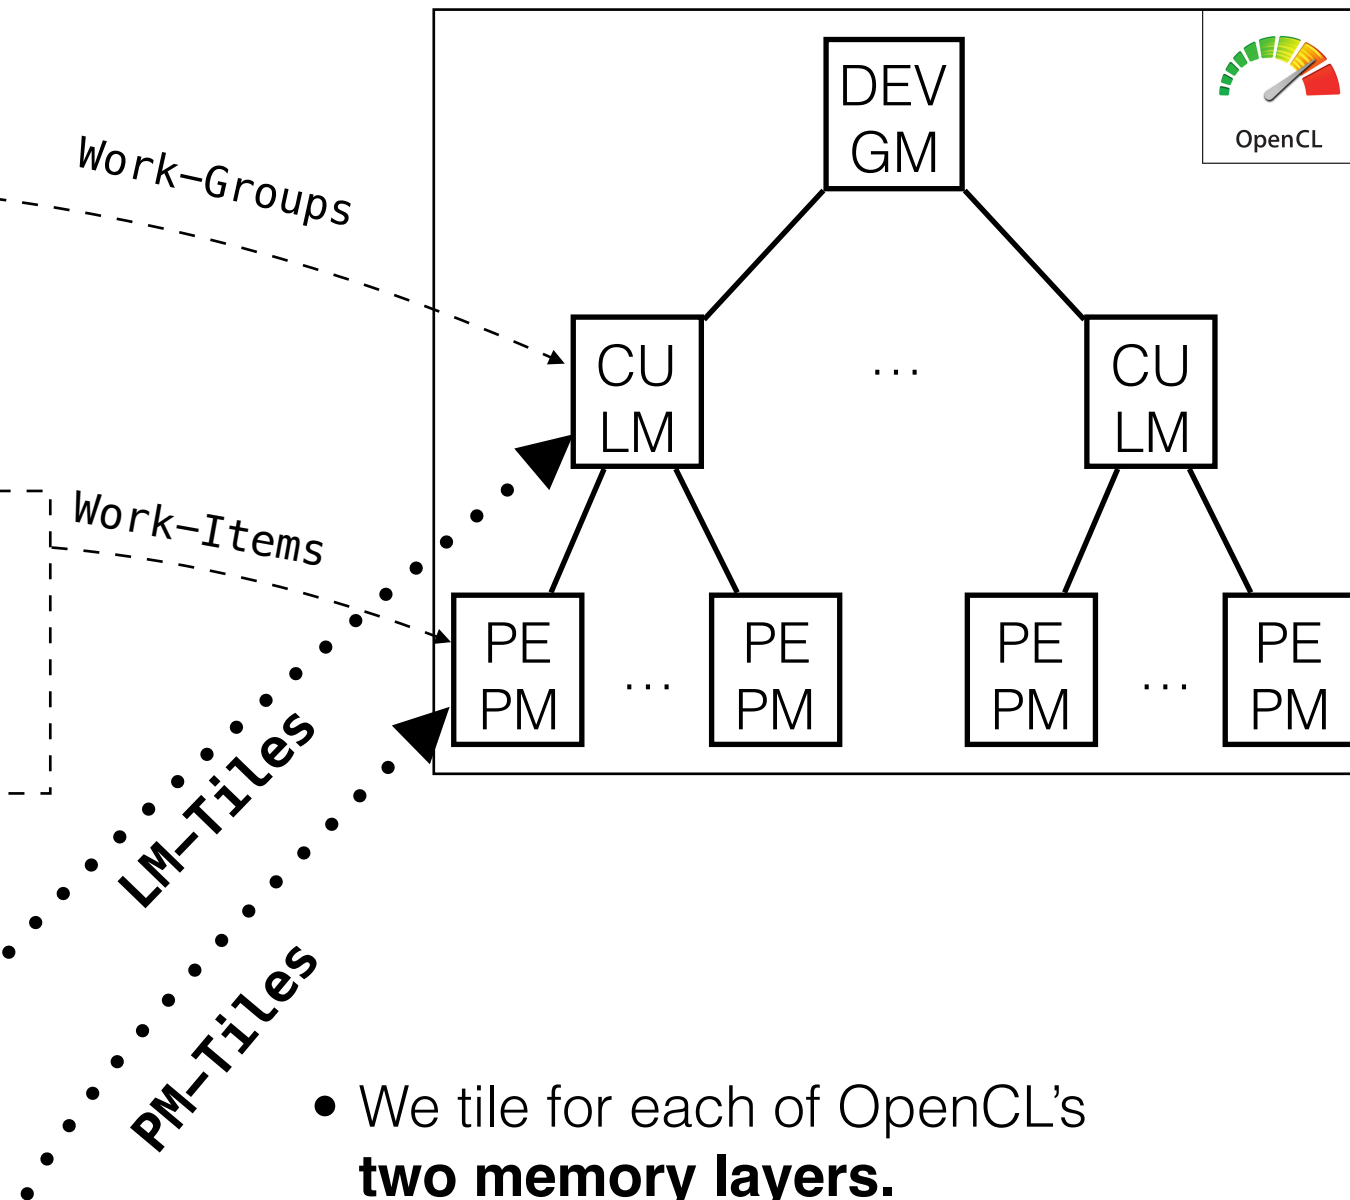 DEV
GM
OpenCL
Work-Groups
CU
LM
...
CU
LM
Work-Items
PE
PM
...
PE
PM
PE
PM
...
PE
PM
LM-Tiles
PM-Tiles
• We tile for each of OpenCL's
two memory layers.